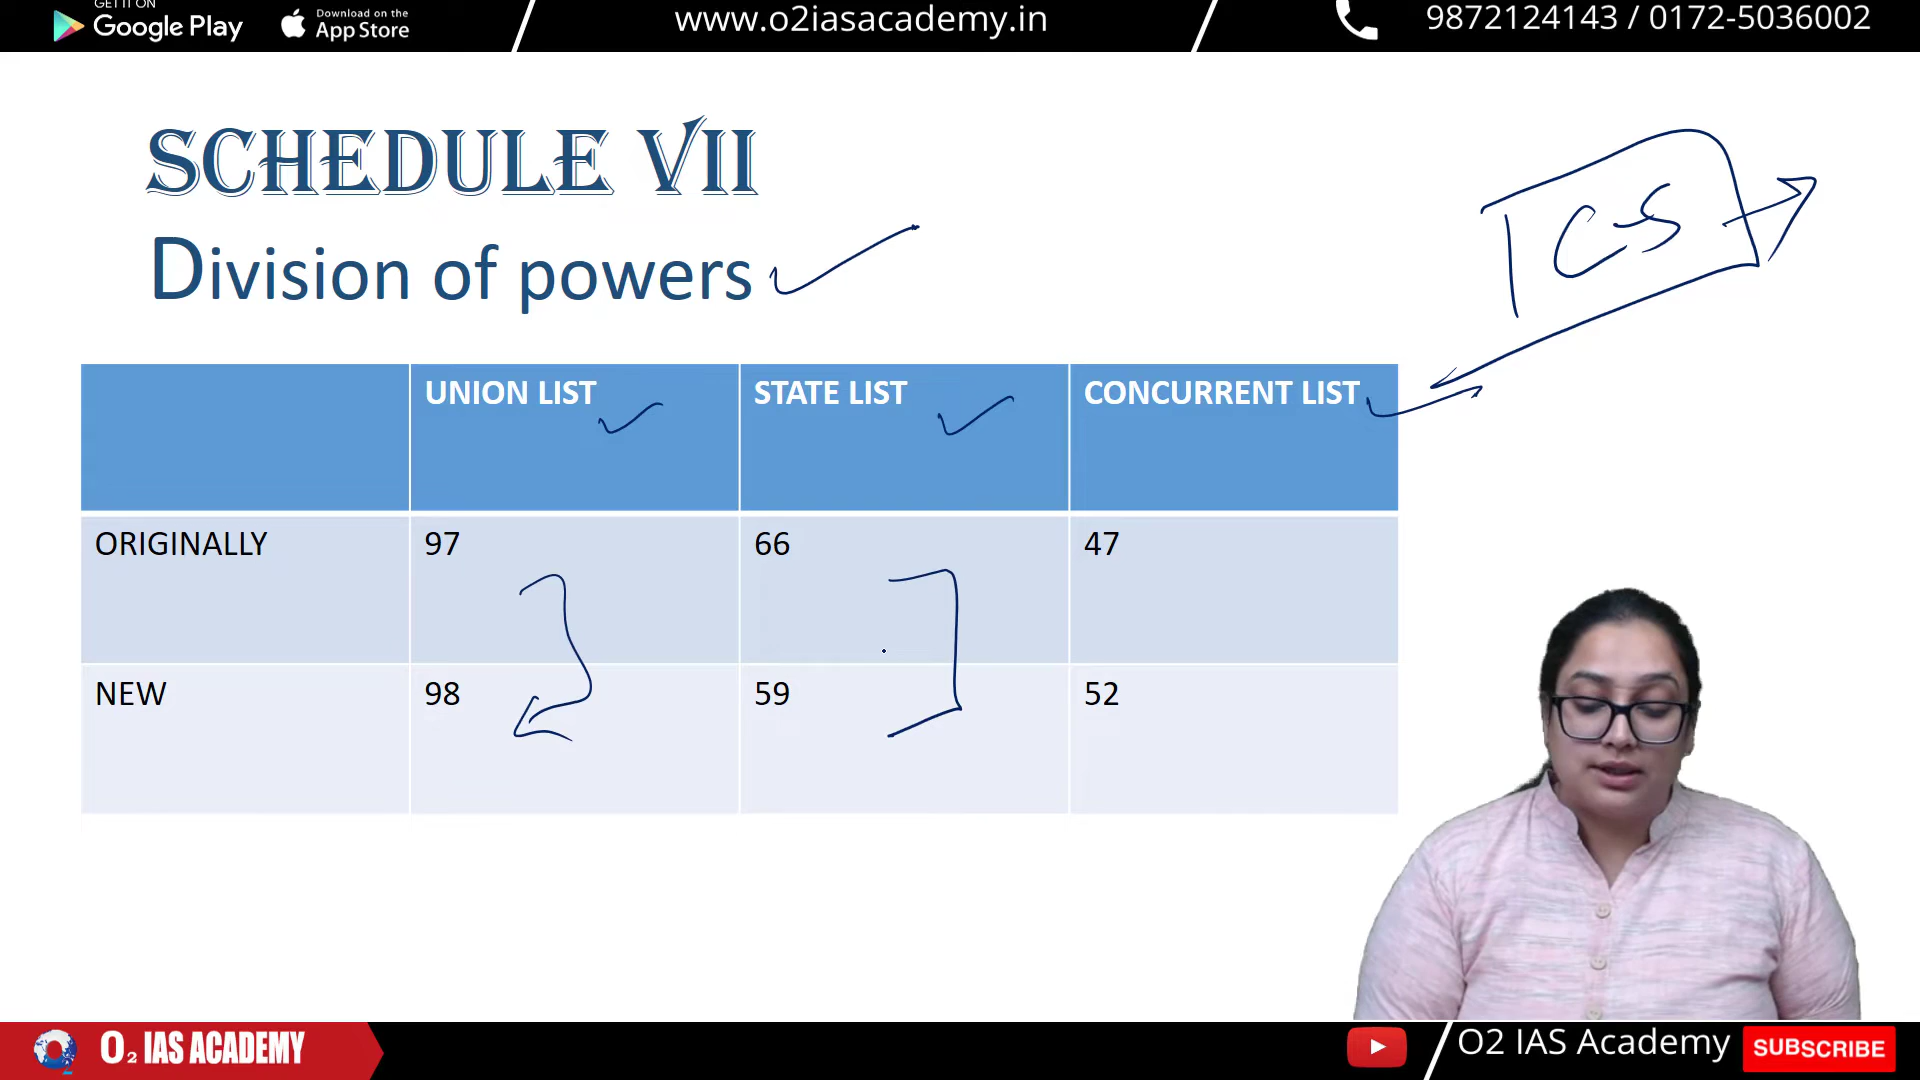 GET IT ON
Google Play
Download on the
App Store
www.o2iasacademy.in
9872124143 / 0172-5036002
SCHEDULE VII
Division of powers
CS
UNION LIST STATE LIST CONCURRENT LIST
ORIGINALLY 97 66 47
NEW 98 59 52
O2 IAS ACADEMY
O2 IAS Academy
SUBSCRIBE